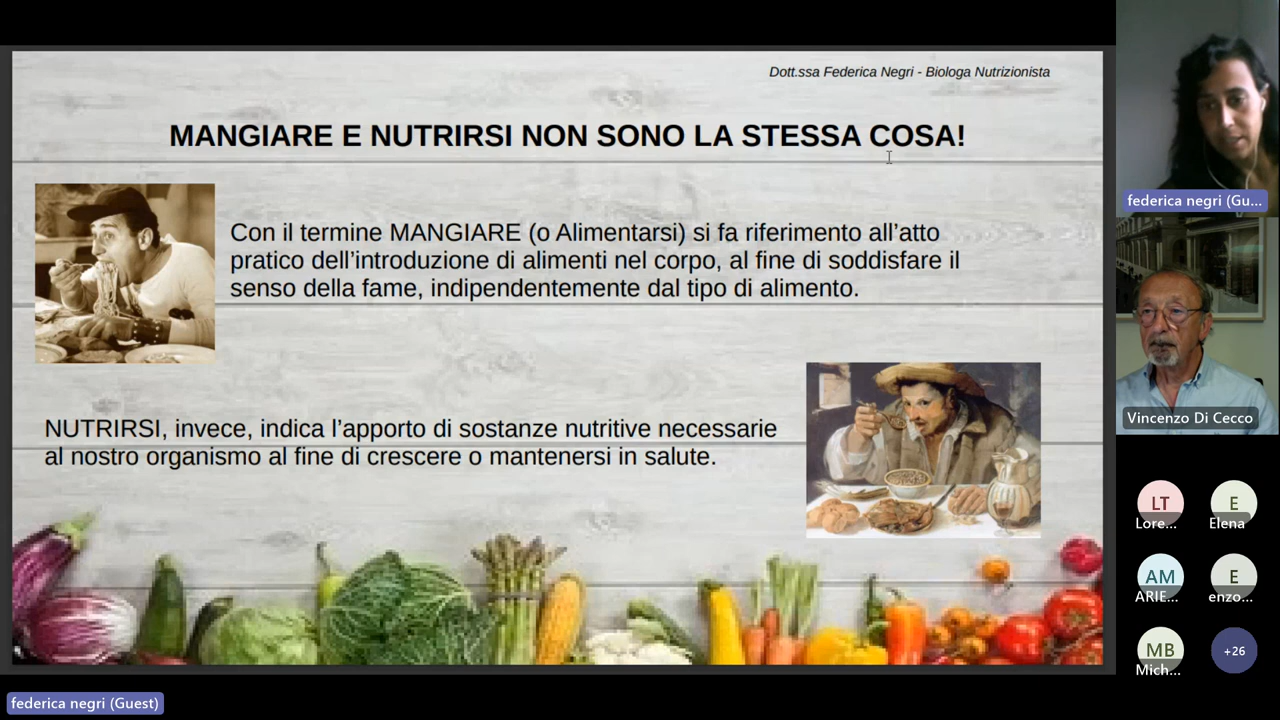 Dott.ssa Federica Negri - Biologa Nutrizionista
MANGIARE E NUTRIRSI NON SONO LA STESSA COSA!
Con il termine MANGIARE (o Alimentarsi) si fa riferimento all’atto
pratico dell’introduzione di alimenti nel corpo, al fine di soddisfare il
senso della fame, indipendentemente dal tipo di alimento.
NUTRIRSI, invece, indica l’apporto di sostanze nutritive necessarie
al nostro organismo al fine di crescere o mantenersi in salute.
federica negri (Gu...
Vincenzo Di Cecco
LT
Lore...
E
Elena
AM
ARIE...
E
enzo...
MB
Mich...
+26
federica negri (Guest)